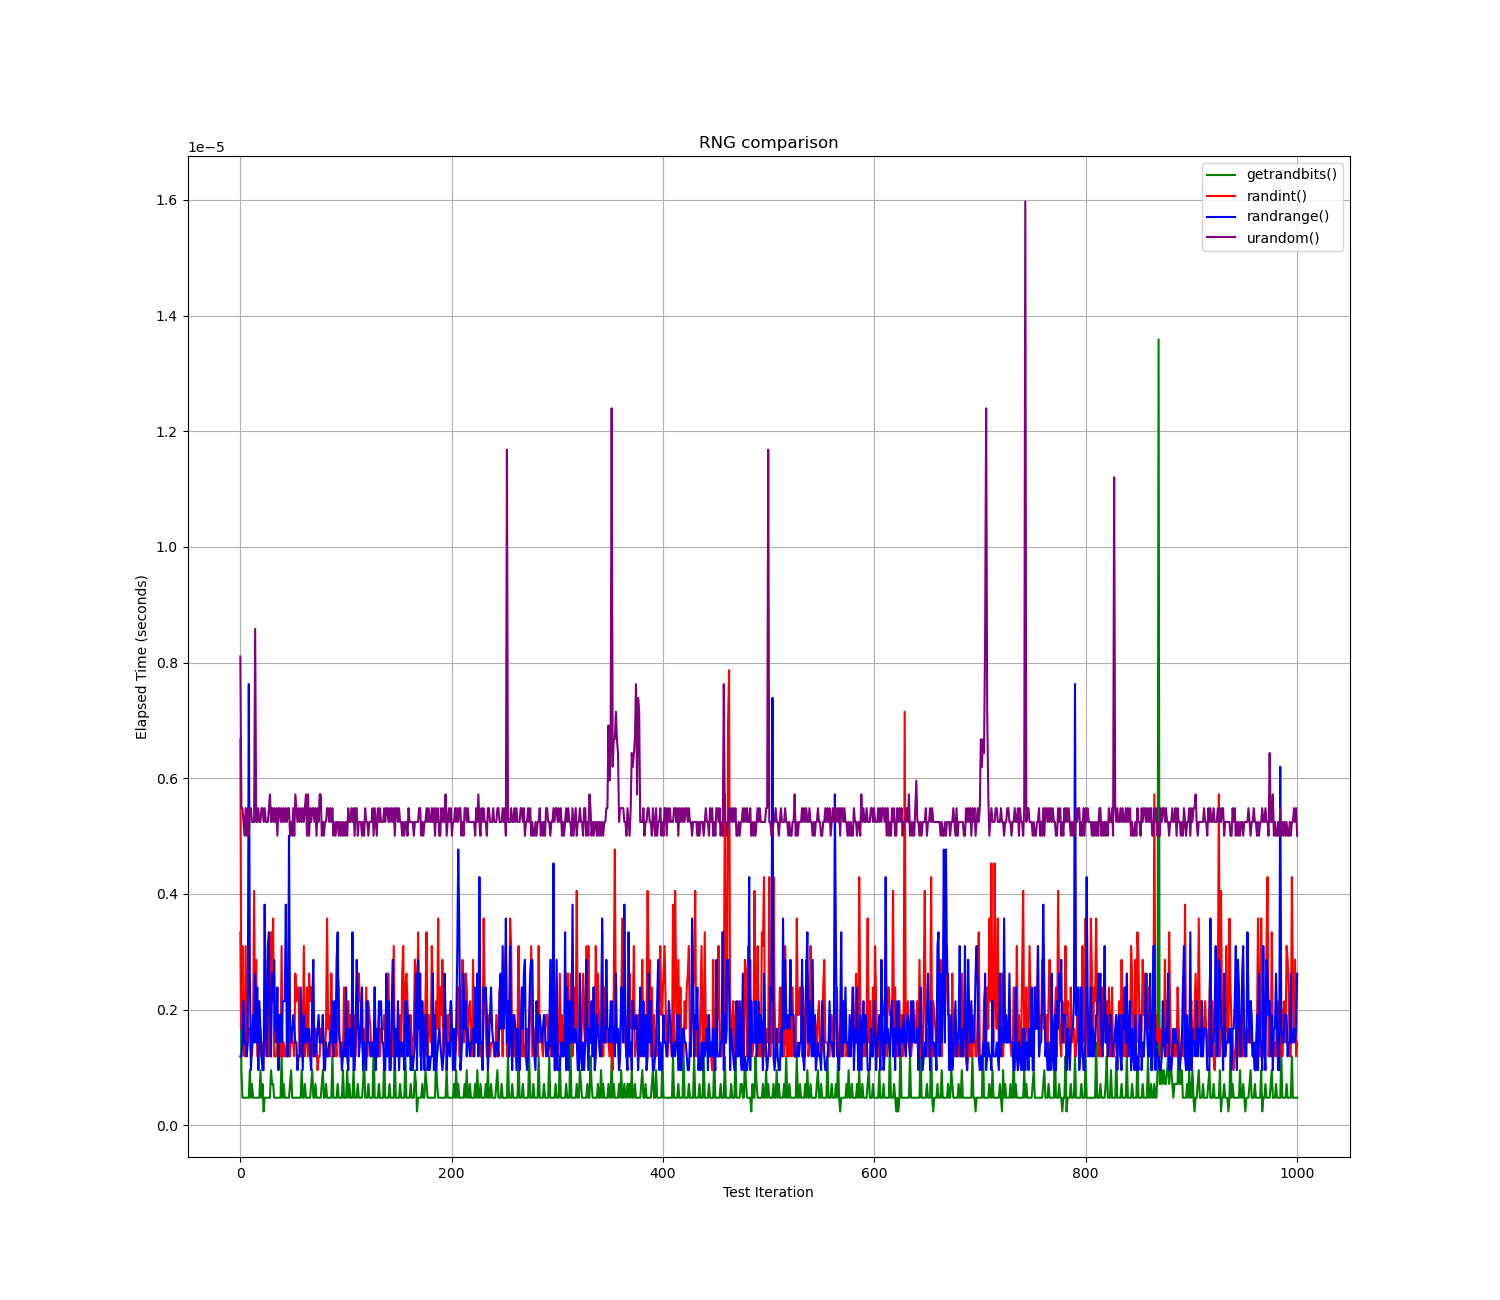 RNG comparison
1e−5
getrandbits()
randint()
randrange()
urandom()
1.6
1.4
1.2
1.0
0.8
0.6
0.4
0.2
0.0
Elapsed Time (seconds)
0 200 400 600 800 1000
Test Iteration